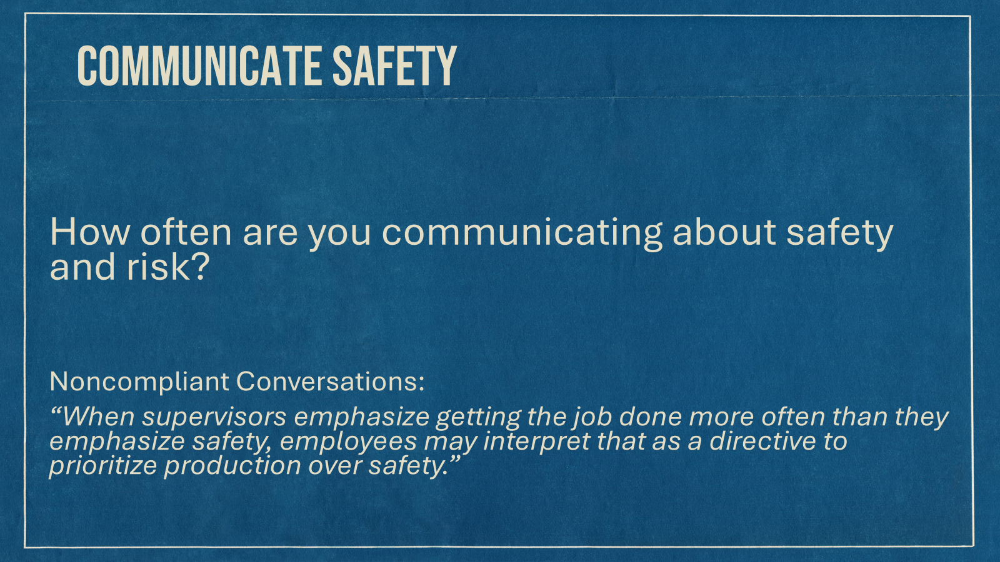 COMMUNICATE SAFETY
How often are you communicating about safety
and risk?
Noncompliant Conversations:
“When supervisors emphasize getting the job done more often than they
emphasize safety, employees may interpret that as a directive to
prioritize production over safety.”